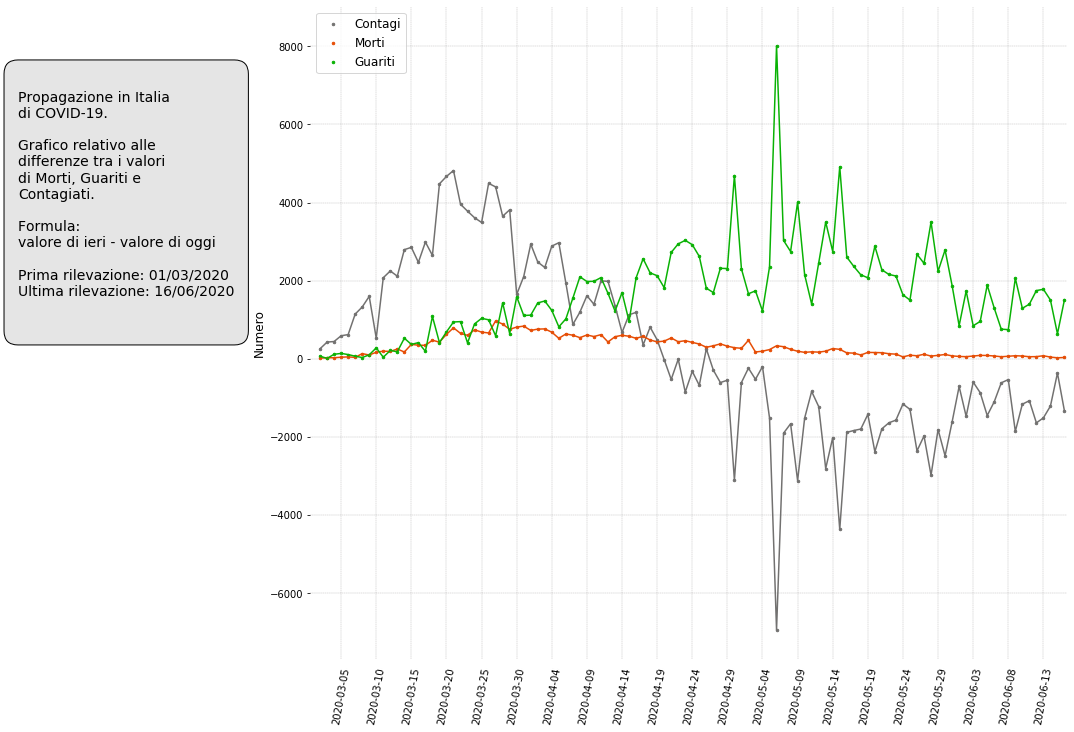 Propagazione in Italia
di COVID-19.
Grafico relativo alle
differenze tra i valori
di Morti, Guariti e
Contagiati.
Formula:
valore di ieri - valore di oggi
Prima rilevazione: 01/03/2020
Ultima rilevazione: 16/06/2020
Contagi
Morti
Guariti
Numero
8000
6000
4000
2000
0
−2000
−4000
−6000
2020-03-05
2020-03-10
2020-03-15
2020-03-20
2020-03-25
2020-03-30
2020-04-04
2020-04-09
2020-04-14
2020-04-19
2020-04-24
2020-04-29
2020-05-04
2020-05-09
2020-05-14
2020-05-19
2020-05-24
2020-05-29
2020-06-03
2020-06-08
2020-06-13